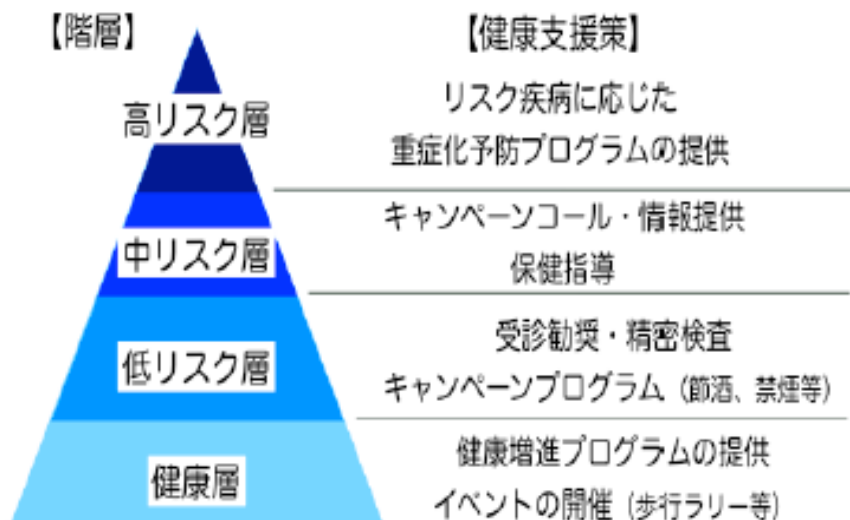 【階層】 【健康支援策】
高リスク層
リスク疾病に応じた
重症化予防プログラムの提供
中リスク層
キャンペーンコール・情報提供
保健指導
低リスク層
受診勧奨・精密検査
キャンペーンプログラム（節酒、禁煙等）
健康層
健康増進プログラムの提供
イベントの開催（歩行ラリー等）